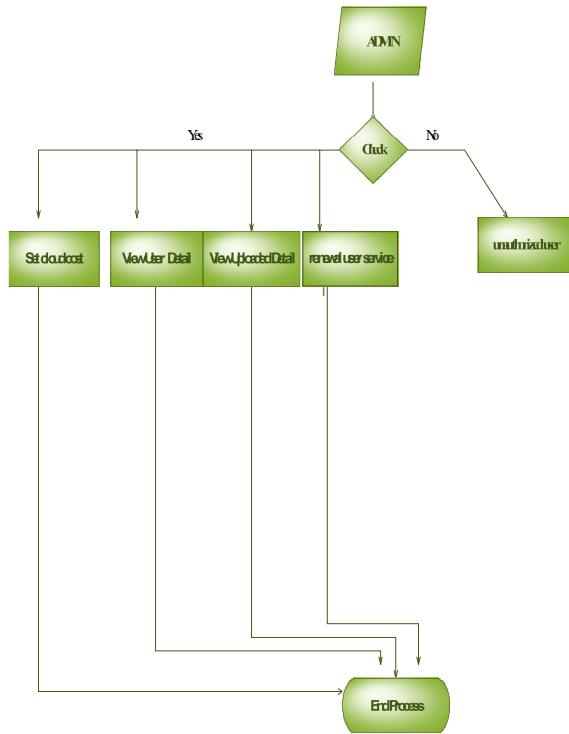 ADMIN
Yes
No
Check
Set cloud cost
View User Detail
View Uploaded Detail
renewal user service
unauthorized user
End Process